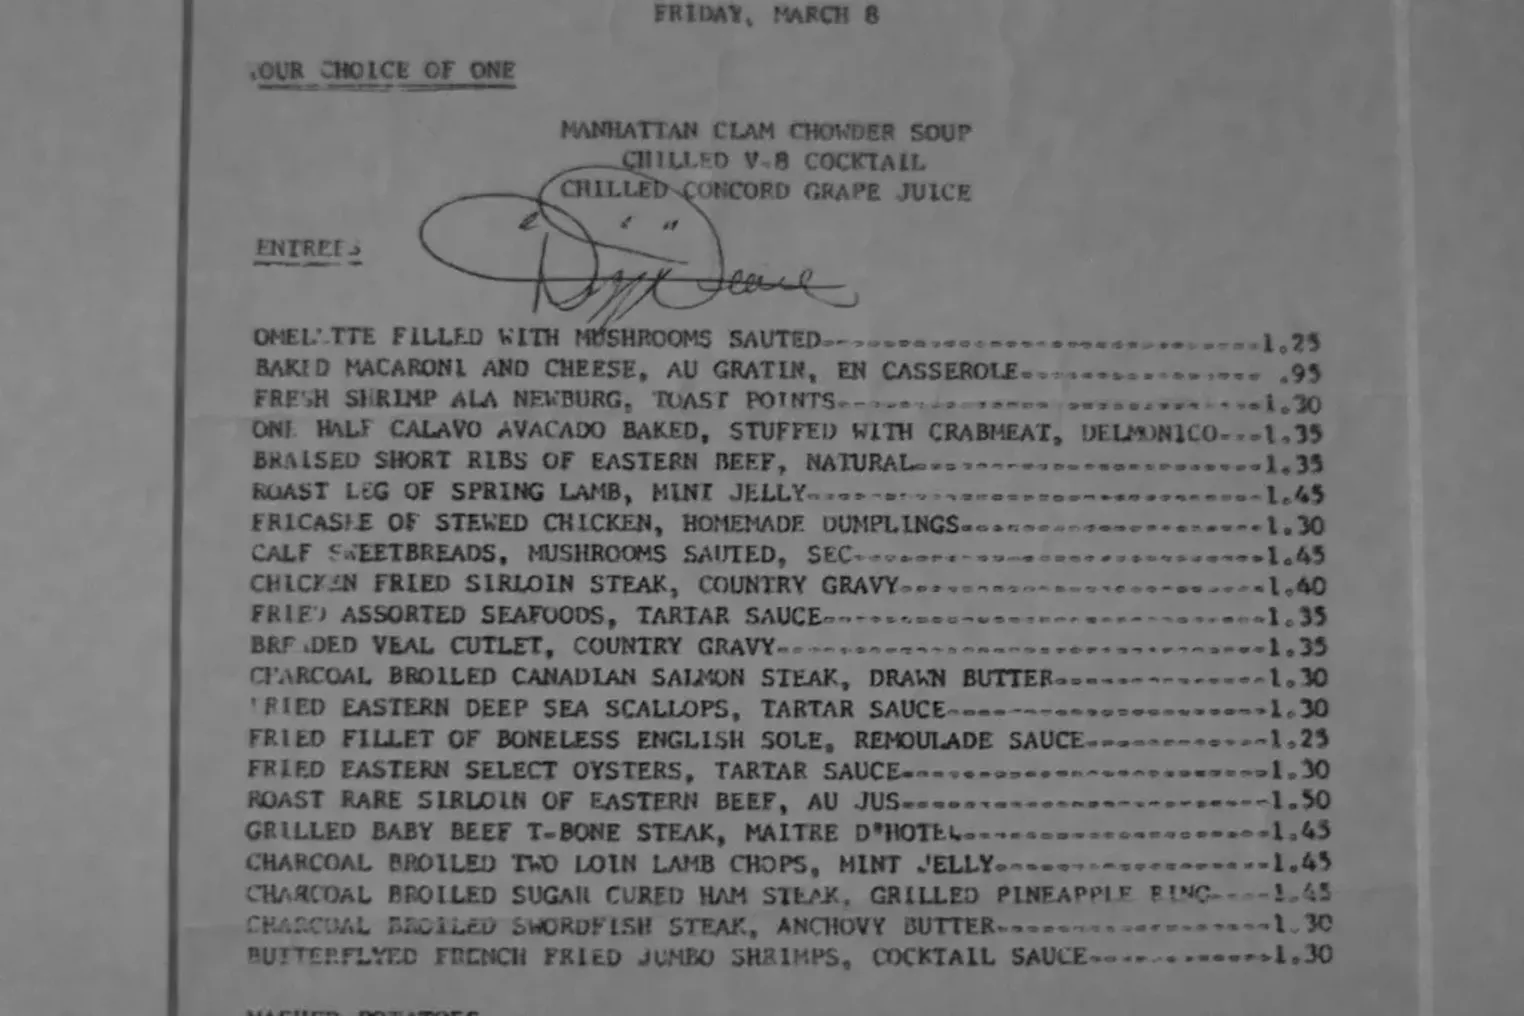 FRIDAY, MARCH 8
YOUR CHOICE OF ONE
MANHATTAN CLAM CHOWDER SOUP
CHILLED V-8 COCKTAIL
CHILLED CONCORD GRAPE JUICE
ENTREES
"Dizzy" Deane
OMELETTE FILLED WITH MUSHROOMS SAUTED 1.25
BAKED MACARONI AND CHEESE, AU GRATIN, EN CASSEROLE .95
FRESH SHRIMP ALA NEWBURG, TOAST POINTS 1.30
ONE HALF CALAVO AVACADO BAKED, STUFFED WITH CRABMEAT, DELMONICO 1.35
BRAISED SHORT RIBS OF EASTERN BEEF, NATURAL 1.35
ROAST LEG OF SPRING LAMB, MINT JELLY 1.45
FRICASEE OF STEWED CHICKEN, HOMEMADE DUMPLINGS 1.30
CALF SWEETBREADS, MUSHROOMS SAUTED, SEC 1.45
CHICKEN FRIED SIRLOIN STEAK, COUNTRY GRAVY 1.40
FRIED ASSORTED SEAFOODS, TARTAR SAUCE 1.35
BREADED VEAL CUTLET, COUNTRY GRAVY 1.35
CHARCOAL BROILED CANADIAN SALMON STEAK, DRAWN BUTTER 1.30
FRIED EASTERN DEEP SEA SCALLOPS, TARTAR SAUCE 1.30
FRIED FILLET OF BONELESS ENGLISH SOLE, REMOULADE SAUCE 1.25
FRIED EASTERN SELECT OYSTERS, TARTAR SAUCE 1.30
ROAST RARE SIRLOIN OF EASTERN BEEF, AU JUS 1.50
GRILLED BABY BEEF T-BONE STEAK, MAITRE D'HOTEL 1.45
CHARCOAL BROILED TWO LOIN LAMB CHOPS, MINT JELLY 1.45
CHARCOAL BROILED SUGAR CURED HAM STEAK, GRILLED PINEAPPLE RING 1.45
CHARCOAL BROILED SWORDFISH STEAK, ANCHOVY BUTTER 1.30
BUTTERFLYED FRENCH FRIED JUMBO SHRIMPS, COCKTAIL SAUCE 1.30
MASHED POTATOES